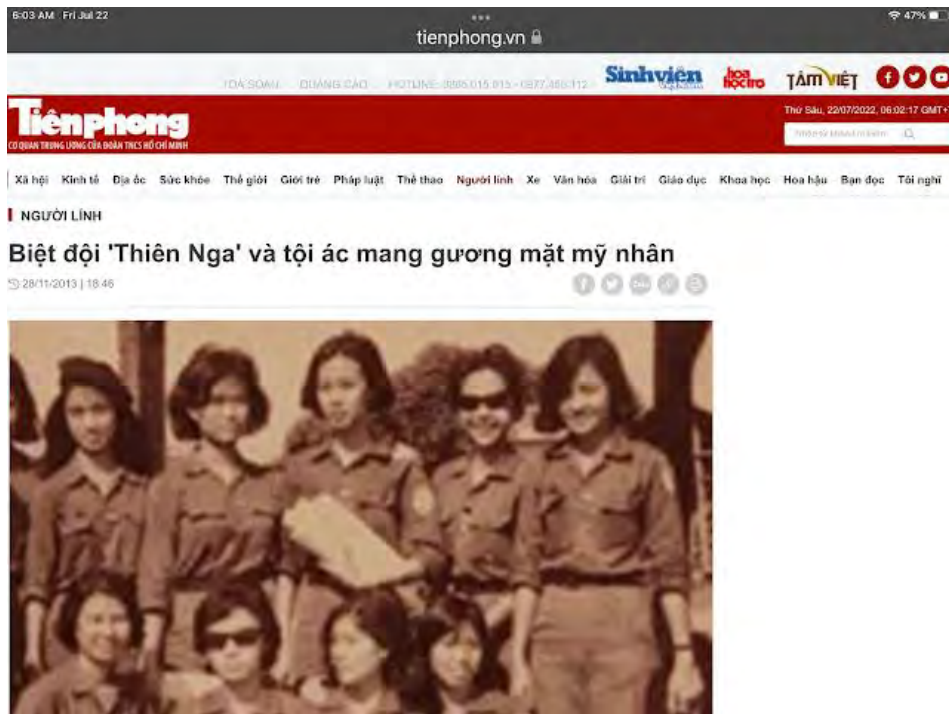 6:03 AM Fri Jul 22
47%
tienphong.vn
TÒA SOẠN QUẢNG CÁO HOTLINE:
Sinhviên
hoa học trò
TÂM VIỆT
Tiênphong
CƠ QUAN TRUNG ƯƠNG CỦA ĐOÀN TNCS HỒ CHÍ MINH
Thứ Sáu, 22/07/2022, 06:02:17 GMT+
Xã hội Kinh tế Địa ốc Sức khỏe Thế giới Giới trẻ Pháp luật Thể thao Người lính Xe Văn hóa Giải trí Giáo dục Khoa học Hoa hậu Bạn đọc Tôi nghĩ
NGƯỜI LÍNH
Biệt đội 'Thiên Nga' và tội ác mang gương mặt mỹ nhân
28/11/2013 | 18:46